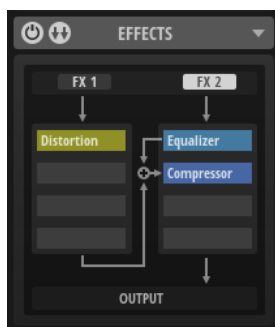 EFFECTS
FX 1 FX 2
Distortion Equalizer
Compressor
OUTPUT